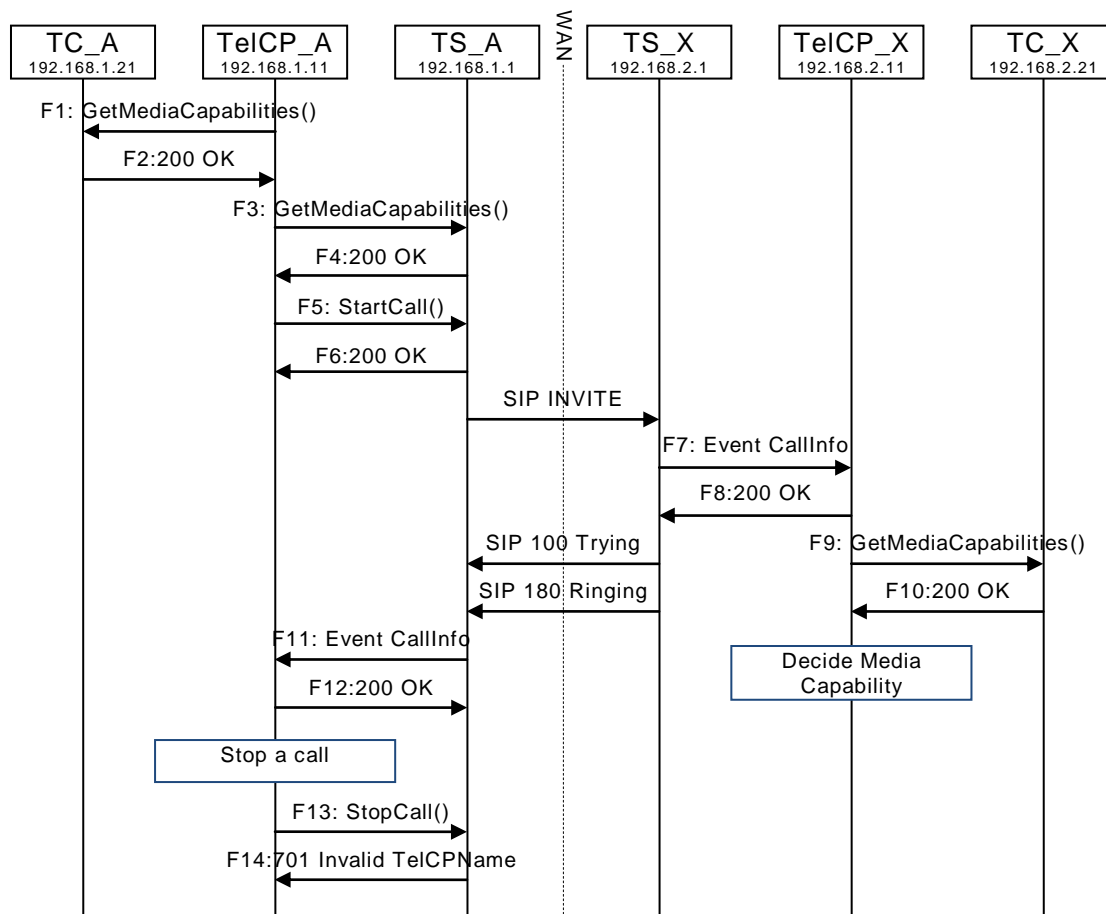 TC_A
192.168.1.21
TelCP_A
192.168.1.11
TS_A
192.168.1.1
WAN
TS_X
192.168.2.1
TelCP_X
192.168.2.11
TC_X
192.168.2.21
F1: GetMediaCapabilities()
F2:200 OK
F3: GetMediaCapabilities()
F4:200 OK
F5: StartCall()
F6:200 OK
SIP INVITE
F7: Event CallInfo
F8:200 OK
SIP 100 Trying
F9: GetMediaCapabilities()
SIP 180 Ringing
F10:200 OK
F11: Event CallInfo
Decide Media
Capability
F12:200 OK
Stop a call
F13: StopCall()
F14:701 Invalid TelCPName